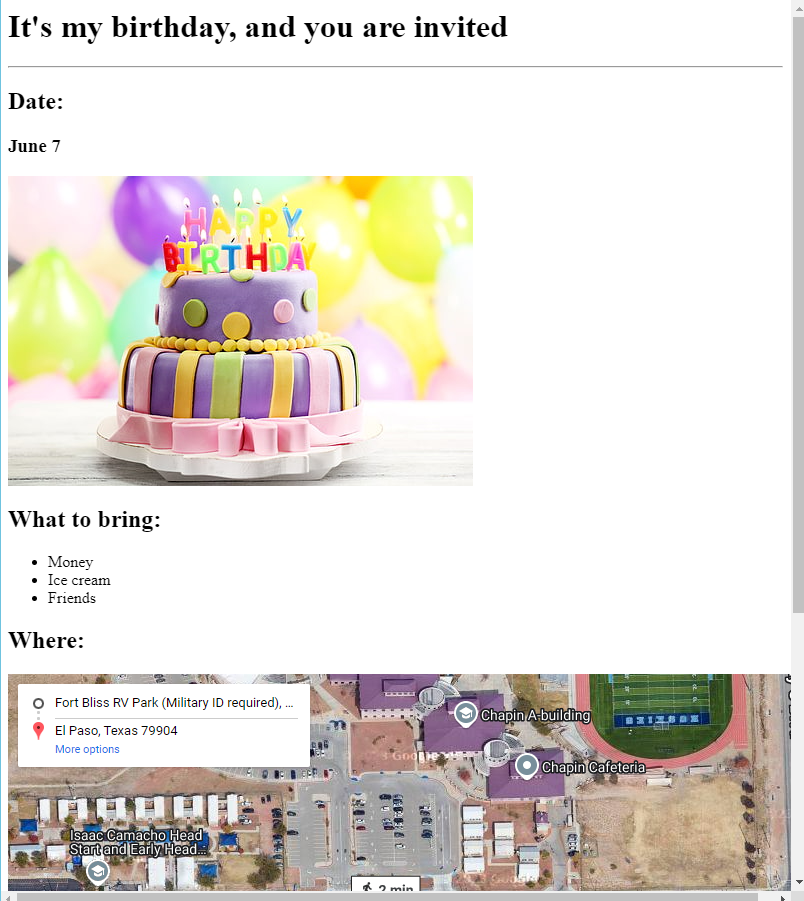 It's my birthday, and you are invited
Date:
June 7
HAPPY
BIRTHDAY
What to bring:
Money
Ice cream
Friends
Where:
Fort Bliss RV Park (Military ID required), ...
El Paso, Texas 79904
More options
Chapin A-building
Chapin Cafeteria
Isaac Camacho Head
Start and Early Head...
2 min